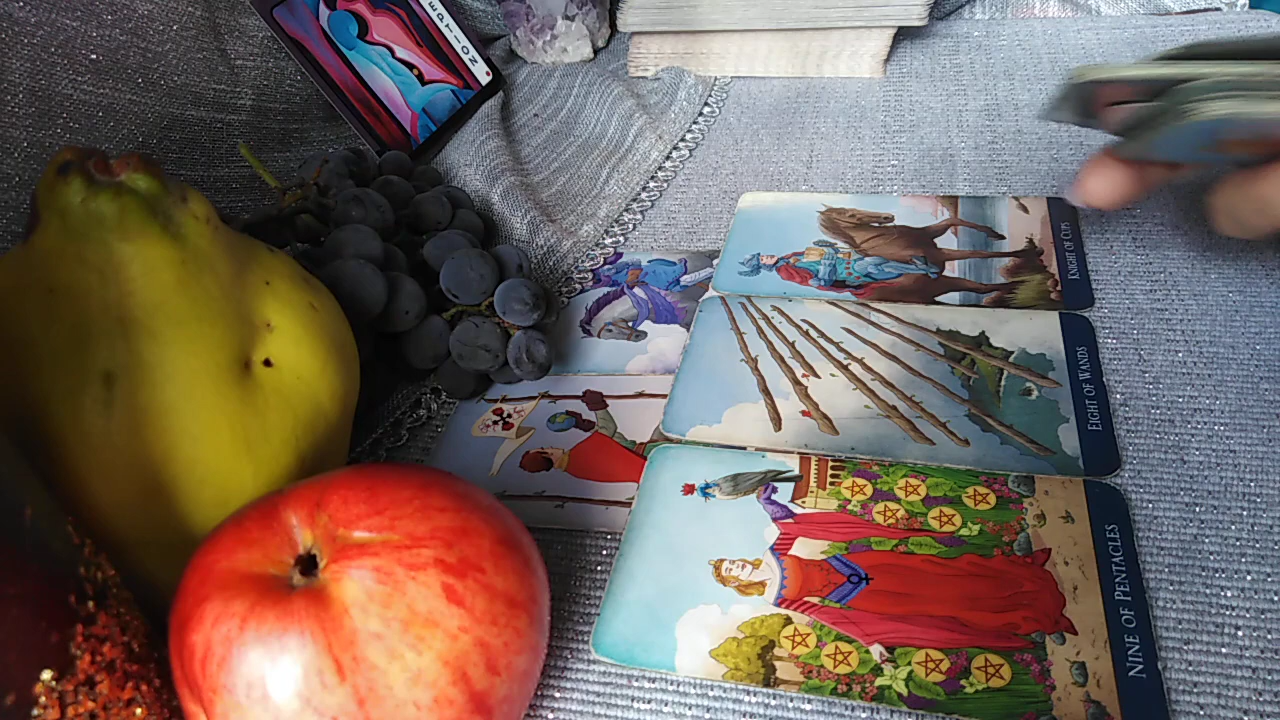 KNIGHT OF CUPS
EIGHT OF WANDS
NINE OF PENTACLES